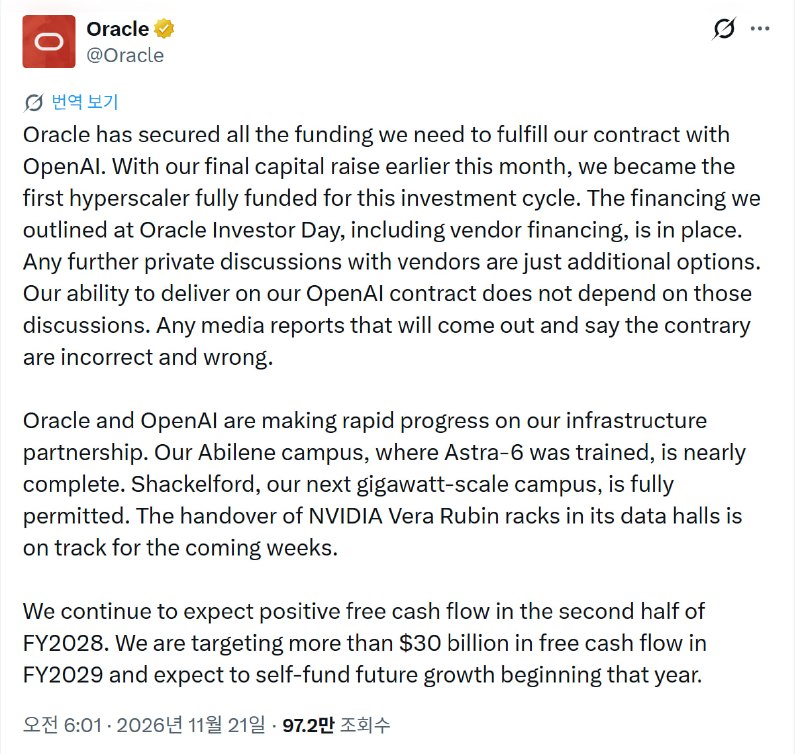 Oracle
@Oracle
번역 보기
Oracle has secured all the funding we need to fulfill our contract with
OpenAI. With our final capital raise earlier this month, we became the
first hyperscaler fully funded for this investment cycle. The financing we
outlined at Oracle Investor Day, including vendor financing, is in place.
Any further private discussions with vendors are just additional options.
Our ability to deliver on our OpenAI contract does not depend on those
discussions. Any media reports that will come out and say the contrary
are incorrect and wrong.
Oracle and OpenAI are making rapid progress on our infrastructure
partnership. Our Abilene campus, where Astra-6 was trained, is nearly
complete. Shackelford, our next gigawatt-scale campus, is fully
permitted. The handover of NVIDIA Vera Rubin racks in its data halls is
on track for the coming weeks.
We continue to expect positive free cash flow in the second half of
FY2028. We are targeting more than $30 billion in free cash flow in
FY2029 and expect to self-fund future growth beginning that year.
오전 6:01 · 2026년 11월 21일 · 97.2만 조회수